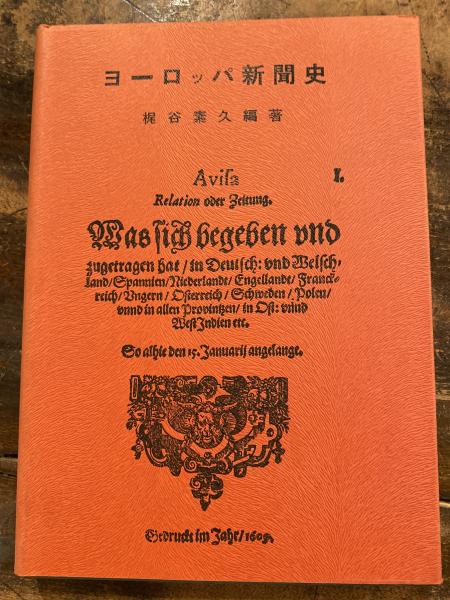 ヨーロッパ新聞史
梶谷素久編著
Aviſa
I.
Relation oder Zeitung.
Was ſich begeben vnd
zugetragen hat / in Deutſch: vnd Welſch⸗
land/Spannien/Niederlandt/Engellandt/Franck⸗
reich/Vngern/Oſterreich/Schweden/Polen/
vnnd in allen Provintzen/in Oſt: vnnd
WeſtIndien etc.
So alhie den 15. Januarij angelangt.
Gedruckt im Jahr/1609.